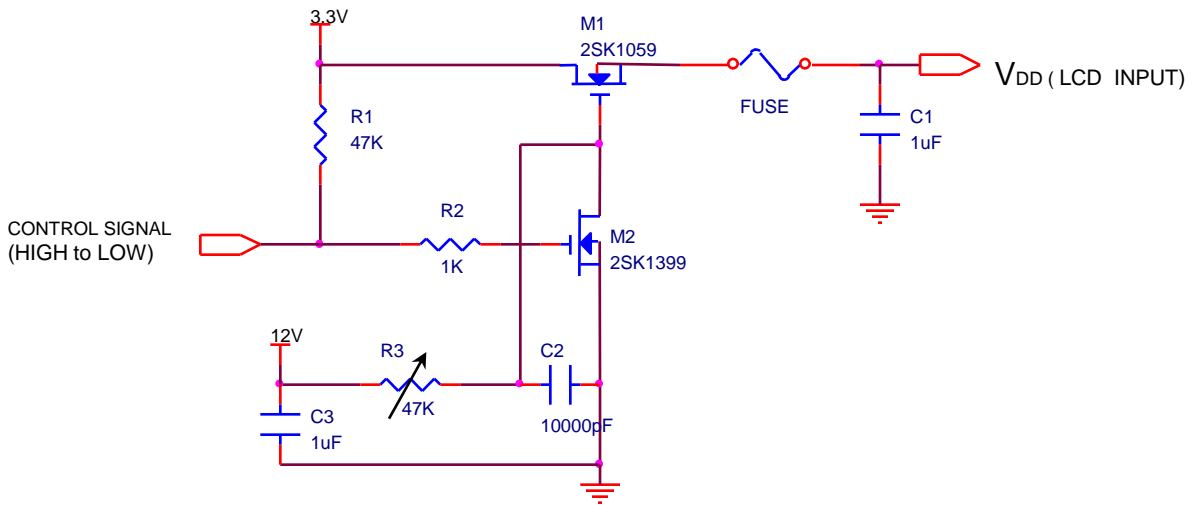 3.3V
M1
2SK1059
FUSE
VDD ( LCD INPUT)
R1
47K
C1
1uF
CONTROL SIGNAL
(HIGH to LOW)
R2
1K
M2
2SK1399
12V
R3
47K
C2
10000pF
C3
1uF